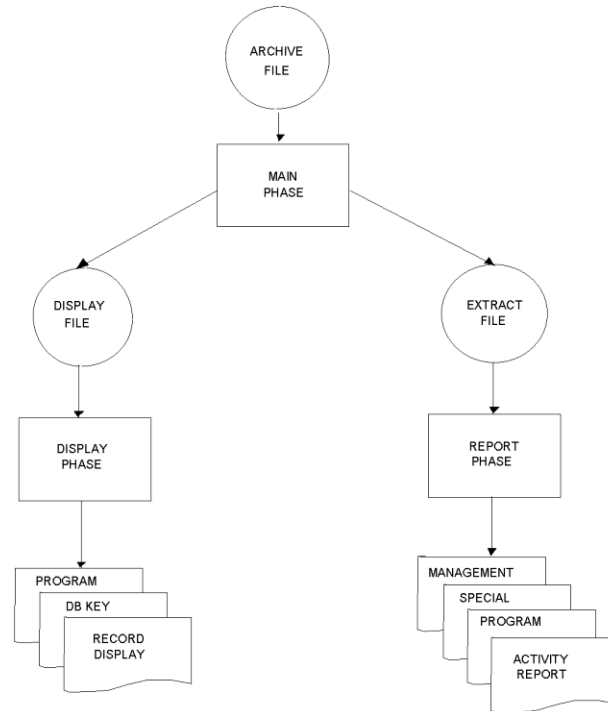 ARCHIVE
FILE
MAIN
PHASE
DISPLAY
FILE
EXTRACT
FILE
DISPLAY
PHASE
REPORT
PHASE
PROGRAM
DB KEY
RECORD
DISPLAY
MANAGEMENT
SPECIAL
PROGRAM
ACTIVITY
REPORT